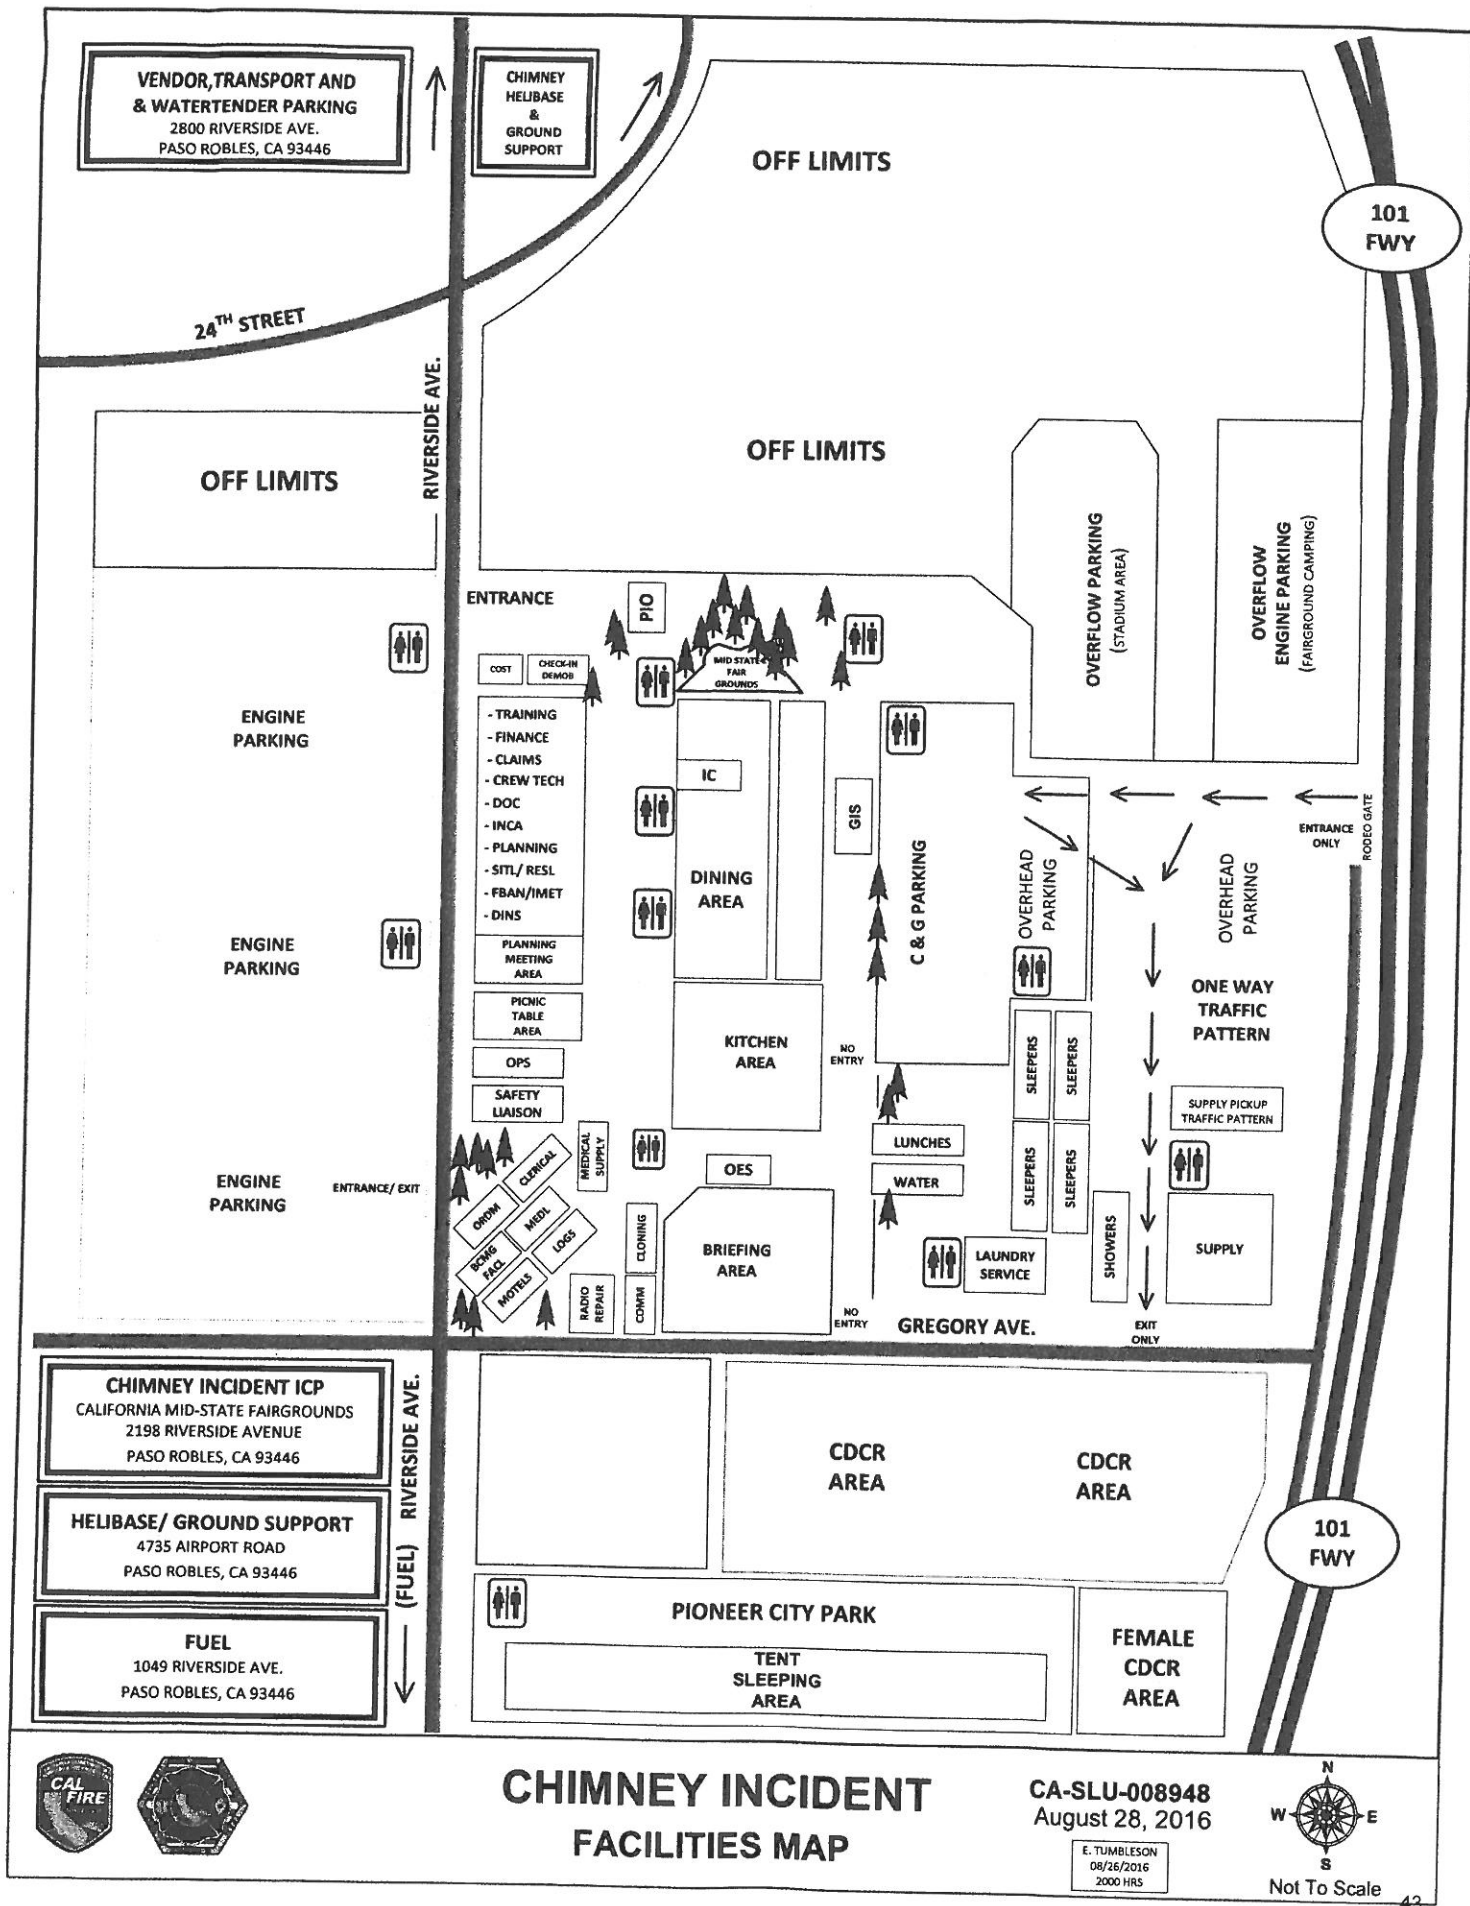 VENDOR,TRANSPORT AND
& WATERTENDER PARKING
2800 RIVERSIDE AVE.
PASO ROBLES, CA 93446
CHIMNEY
HELIBASE
&
GROUND
SUPPORT
OFF LIMITS
101
FWY
24TH STREET
RIVERSIDE AVE.
OFF LIMITS
OFF LIMITS
OVERFLOW PARKING
(STADIUM AREA)
OVERFLOW
ENGINE PARKING
(FAIRGROUND CAMPING)
ENTRANCE
PIO
COST
CHECK-IN
DEMOB
MID STATE
FAIR
GROUNDS
ENGINE
PARKING
- TRAINING
- FINANCE
- CLAIMS
- CREW TECH
- DOC
- INCA
- PLANNING
- SITL/ RESL
- FBAN/IMET
- DINS
PLANNING
MEETING
AREA
PICNIC
TABLE
AREA
OPS
SAFETY
LIAISON
IC
DINING
AREA
GIS
C & G PARKING
OVERHEAD
PARKING
OVERHEAD
PARKING
ENTRANCE
ONLY
RODEO GATE
ENGINE
PARKING
ONE WAY
TRAFFIC
PATTERN
KITCHEN
AREA
NO
ENTRY
SLEEPERS
SLEEPERS
SUPPLY PICKUP
TRAFFIC PATTERN
ENGINE
PARKING
ENTRANCE/ EXIT
CLERICAL
MEDICAL
SUPPLY
ORDM
MEDL
LOGS
BCMG
FACL
MOTELS
RADIO
REPAIR
CLONING
COMM
OES
BRIEFING
AREA
LUNCHES
WATER
SLEEPERS
SLEEPERS
LAUNDRY
SERVICE
SHOWERS
SUPPLY
NO
ENTRY
GREGORY AVE.
EXIT
ONLY
CHIMNEY INCIDENT ICP
CALIFORNIA MID-STATE FAIRGROUNDS
2198 RIVERSIDE AVENUE
PASO ROBLES, CA 93446
HELIBASE/ GROUND SUPPORT
4735 AIRPORT ROAD
PASO ROBLES, CA 93446
FUEL
1049 RIVERSIDE AVE.
PASO ROBLES, CA 93446
(FUEL) RIVERSIDE AVE.
CDCR
AREA
CDCR
AREA
101
FWY
PIONEER CITY PARK
TENT
SLEEPING
AREA
FEMALE
CDCR
AREA
CAL
FIRE
CHIMNEY INCIDENT
FACILITIES MAP
CA-SLU-008948
August 28, 2016
E. TUMBLESON
08/26/2016
2000 HRS
N
W
E
S
Not To Scale